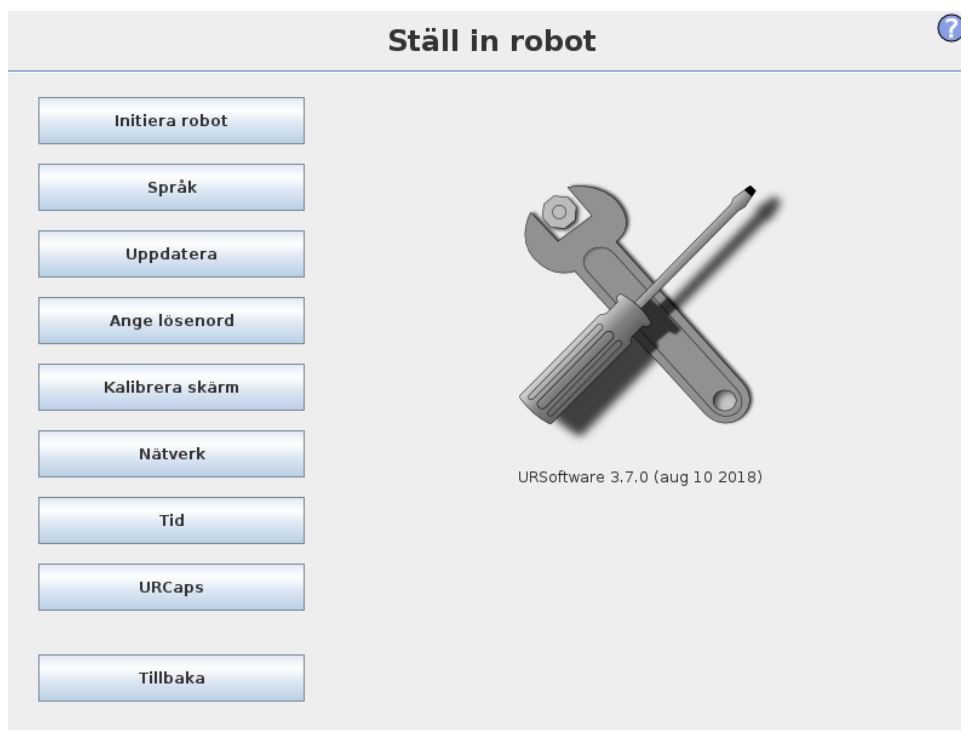 Ställ in robot
?
Initiera robot
Språk
Uppdatera
Ange lösenord
Kalibrera skärm
Nätverk
Tid
URCaps
Tillbaka
URSoftware 3.7.0 (aug 10 2018)